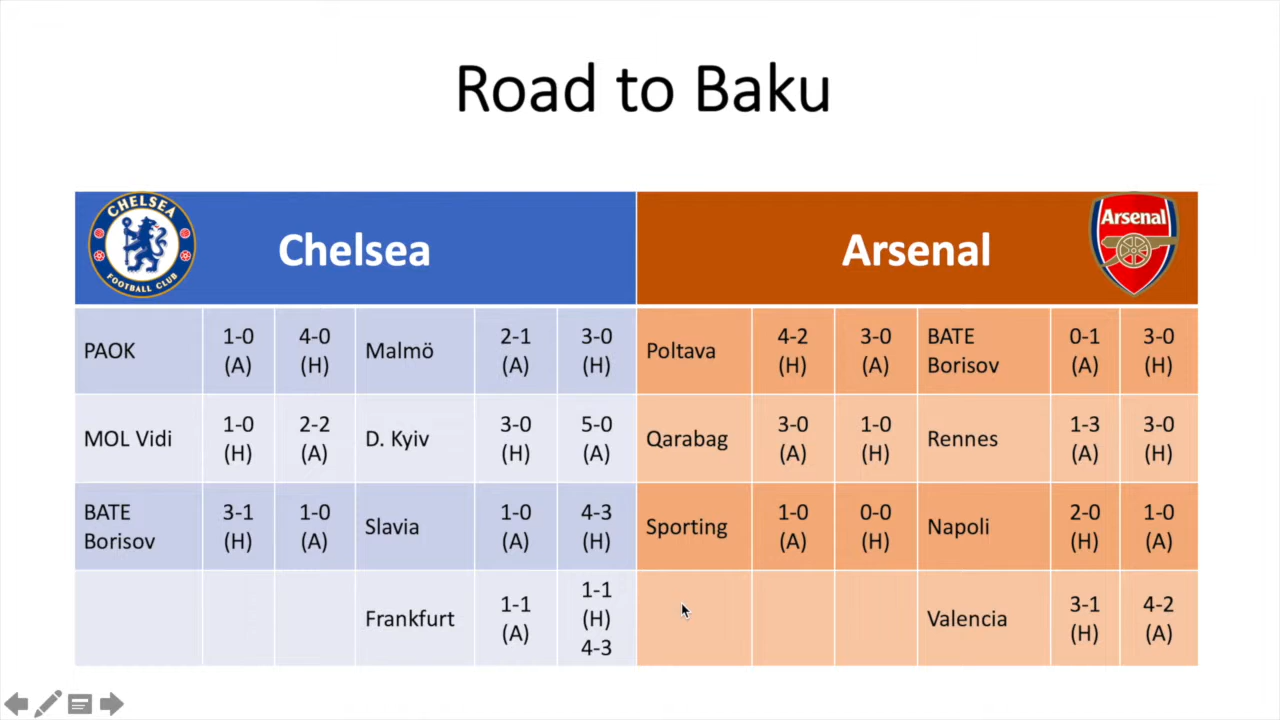 Road to Baku
CHELSEA
FOOTBALL CLUB
Chelsea
Arsenal
Arsenal
PAOK
1-0
(A)
4-0
(H)
Malmö
2-1
(A)
3-0
(H)
Poltava
4-2
(H)
3-0
(A)
BATE
Borisov
0-1
(A)
3-0
(H)
MOL Vidi
1-0
(H)
2-2
(A)
D. Kyiv
3-0
(H)
5-0
(A)
Qarabag
3-0
(A)
1-0
(H)
Rennes
1-3
(A)
3-0
(H)
BATE
Borisov
3-1
(H)
1-0
(A)
Slavia
1-0
(A)
4-3
(H)
Sporting
1-0
(A)
0-0
(H)
Napoli
2-0
(H)
1-0
(A)
Frankfurt
1-1
(A)
1-1
(H)
4-3
Valencia
3-1
(H)
4-2
(A)